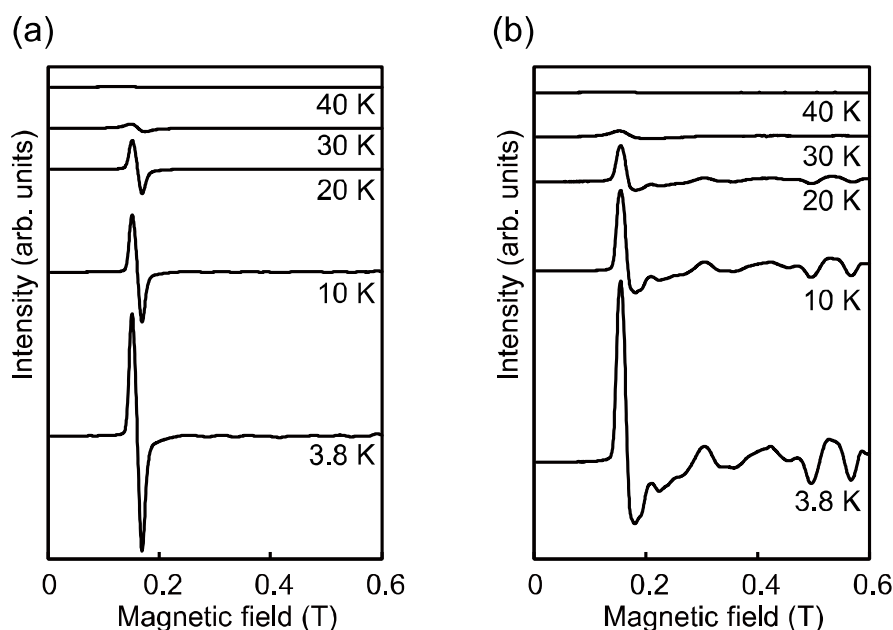 (a)
Intensity (arb. units)
40 K
30 K
20 K
10 K
3.8 K
0 0.2 0.4 0.6
Magnetic field (T)
(b)
Intensity (arb. units)
40 K
30 K
20 K
10 K
3.8 K
0 0.2 0.4 0.6
Magnetic field (T)